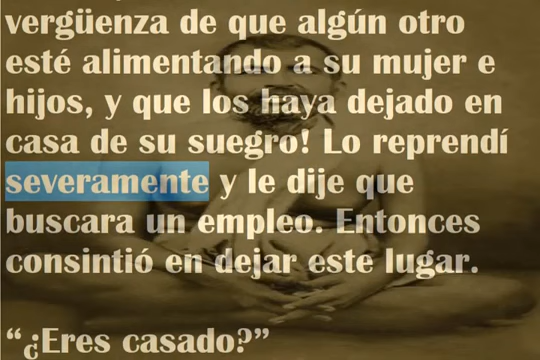 vergüenza de que algún otro
esté alimentando a su mujer e
hijos, y que los haya dejado en
casa de su suegro! Lo reprendí
severamente y le dije que
buscara un empleo. Entonces
consintió en dejar este lugar.
“¿Eres casado?”